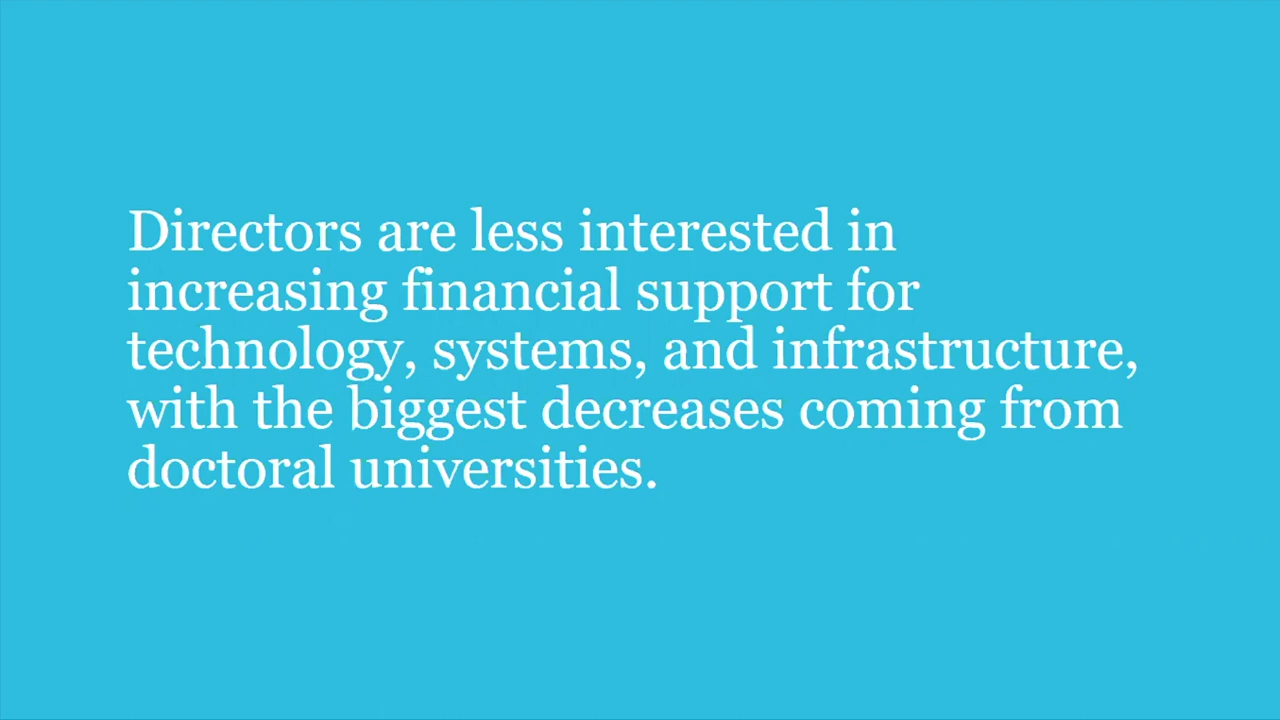 Directors are less interested in
increasing financial support for
technology, systems, and infrastructure,
with the biggest decreases coming from
doctoral universities.